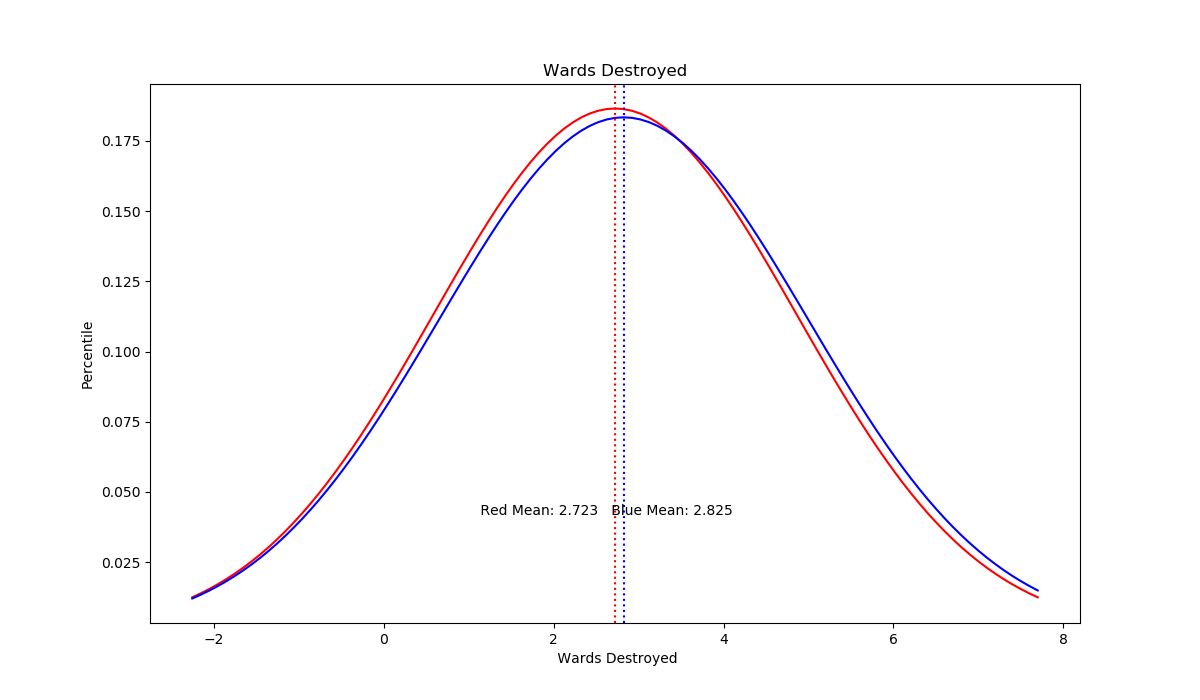 Wards Destroyed
0.175
0.150
0.125
0.100
0.075
0.050
0.025
Percentile
Red Mean: 2.723 Blue Mean: 2.825
−2 0 2 4 6 8
Wards Destroyed